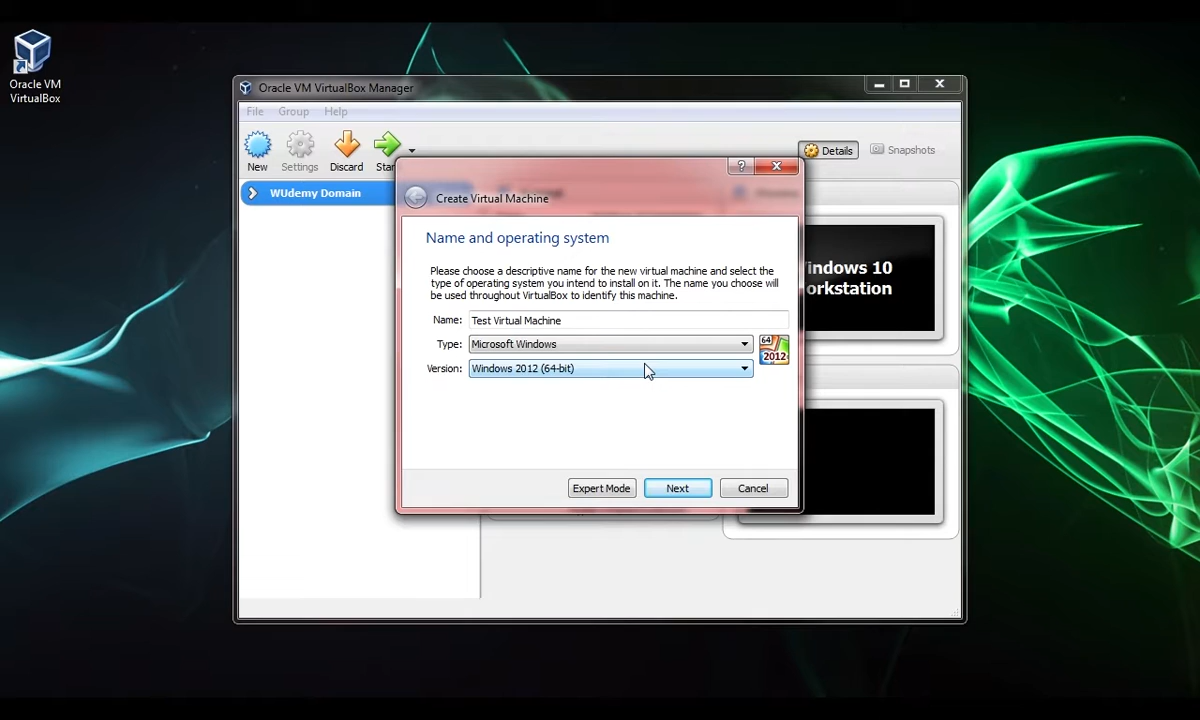 Oracle VM
VirtualBox
Oracle VM VirtualBox Manager
File Group Help
New Settings Discard
Details Snapshots
WUdemy Domain
Create Virtual Machine
Name and operating system
Please choose a descriptive name for the new virtual machine and select the
type of operating system you intend to install on it. The name you choose will
be used throughout VirtualBox to identify this machine.
Name: Test Virtual Machine
Type: Microsoft Windows
64
2012
Version: Windows 2012 (64-bit)
Expert Mode Next Cancel
indows 10
orkstation